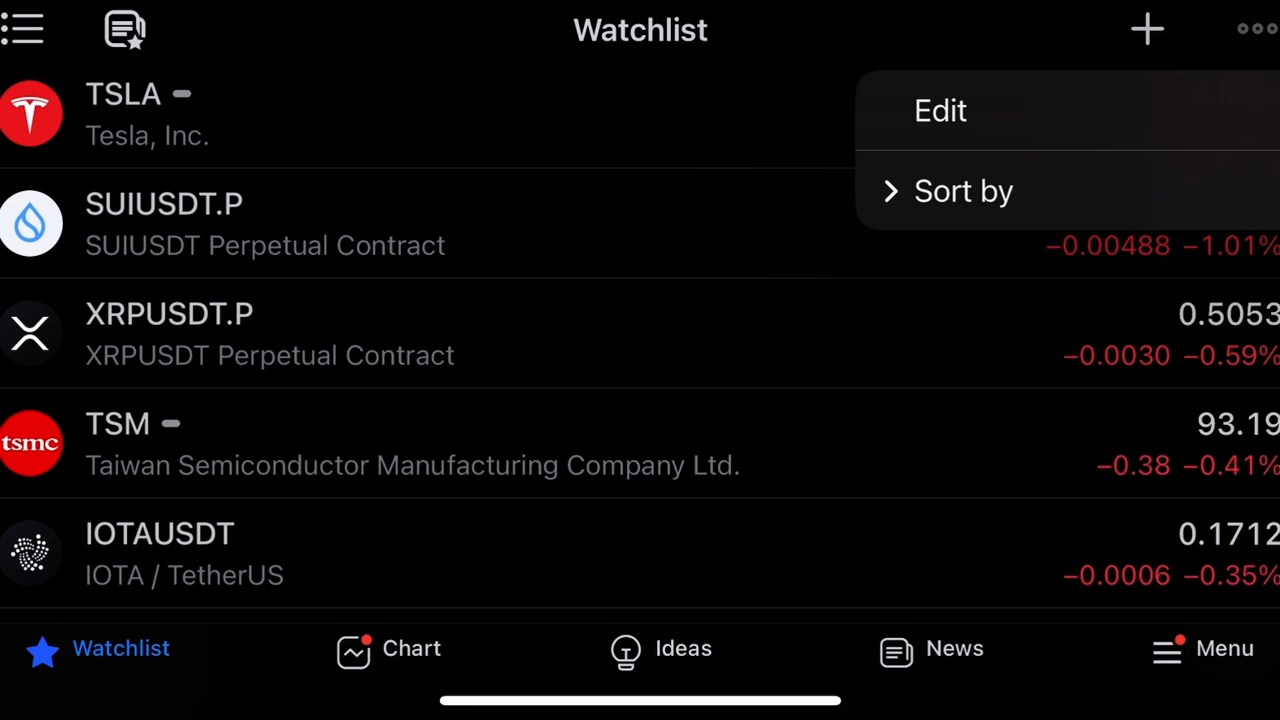 Watchlist
TSLA
Tesla, Inc.
Edit
Sort by
SUIUSDT.P
SUIUSDT Perpetual Contract
−0.00488 −1.01%
XRPUSDT.P
0.5053
XRPUSDT Perpetual Contract
−0.0030 −0.59%
tsmc
TSM
93.19
Taiwan Semiconductor Manufacturing Company Ltd.
−0.38 −0.41%
IOTAUSDT
0.1712
IOTA / TetherUS
−0.0006 −0.35%
Watchlist
Chart
Ideas
News
Menu